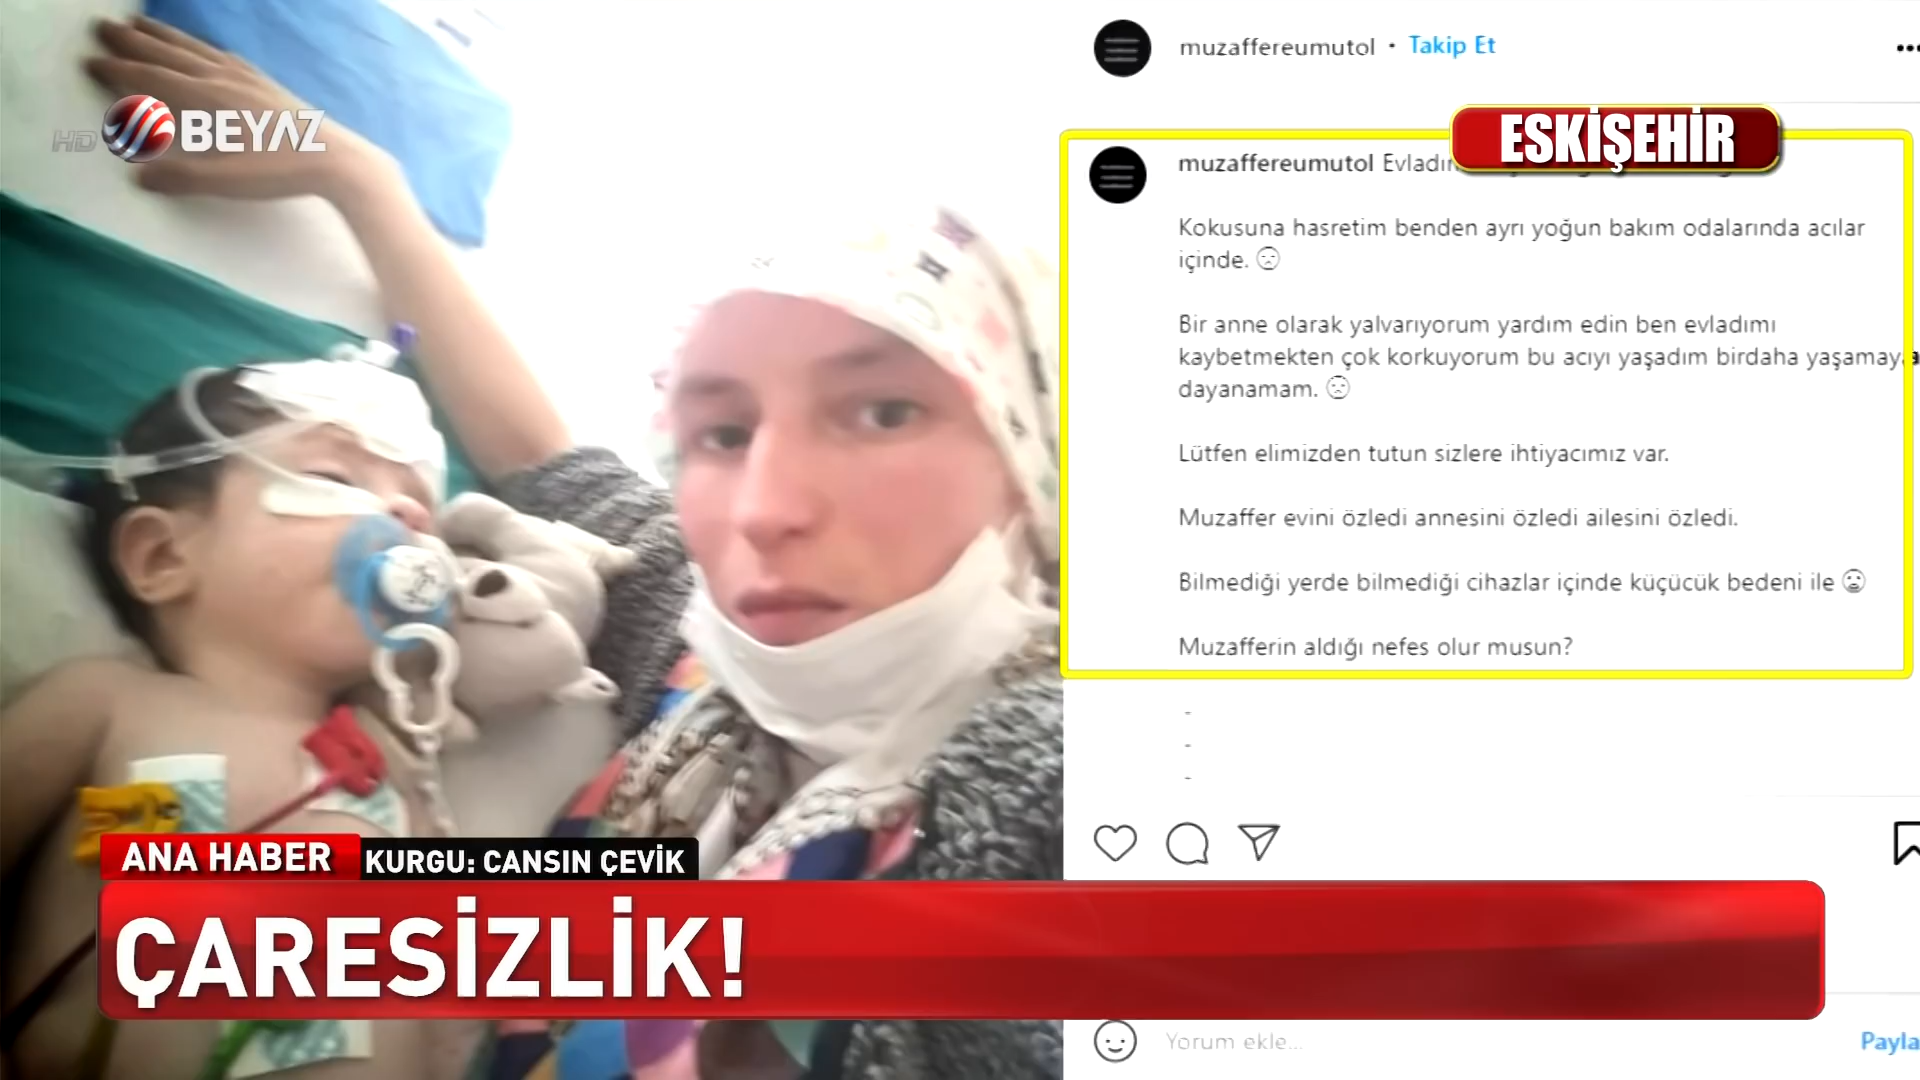 HD BEYAZ
muzaffereumutol • Takip Et
ESKİŞEHİR
muzaffereumutol
Kokusuna hasretim benden ayrı yoğun bakım odalarında acılar
içinde. ☹
Bir anne olarak yalvarıyorum yardım edin ben evladımı
kaybetmekten çok korkuyorum bu acıyı yaşadım birdaha yaşamaya
dayanamam. ☹
Lütfen elimizden tutun sizlere ihtiyacımız var.
Muzaffer evini özledi annesini özledi ailesini özledi.
Bilmediği yerde bilmediği cihazlar içinde küçücük bedeni ile 😩
Muzafferin aldığı nefes olur musun?
-
-
-
ANA HABER
KURGU: CANSIN ÇEVİK
ÇARESİZLİK!
Yorum ekle...
Payla